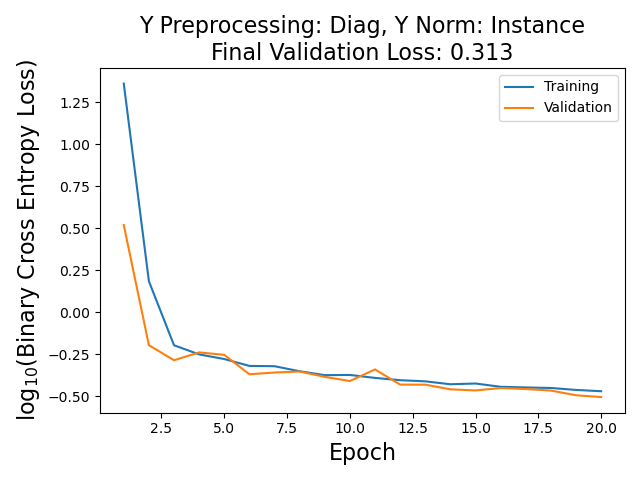 Y Preprocessing: Diag, Y Norm: Instance
Final Validation Loss: 0.313
Training
Validation
log₁₀(Binary Cross Entropy Loss)
1.25
1.00
0.75
0.50
0.25
0.00
−0.25
−0.50
2.5 5.0 7.5 10.0 12.5 15.0 17.5 20.0
Epoch